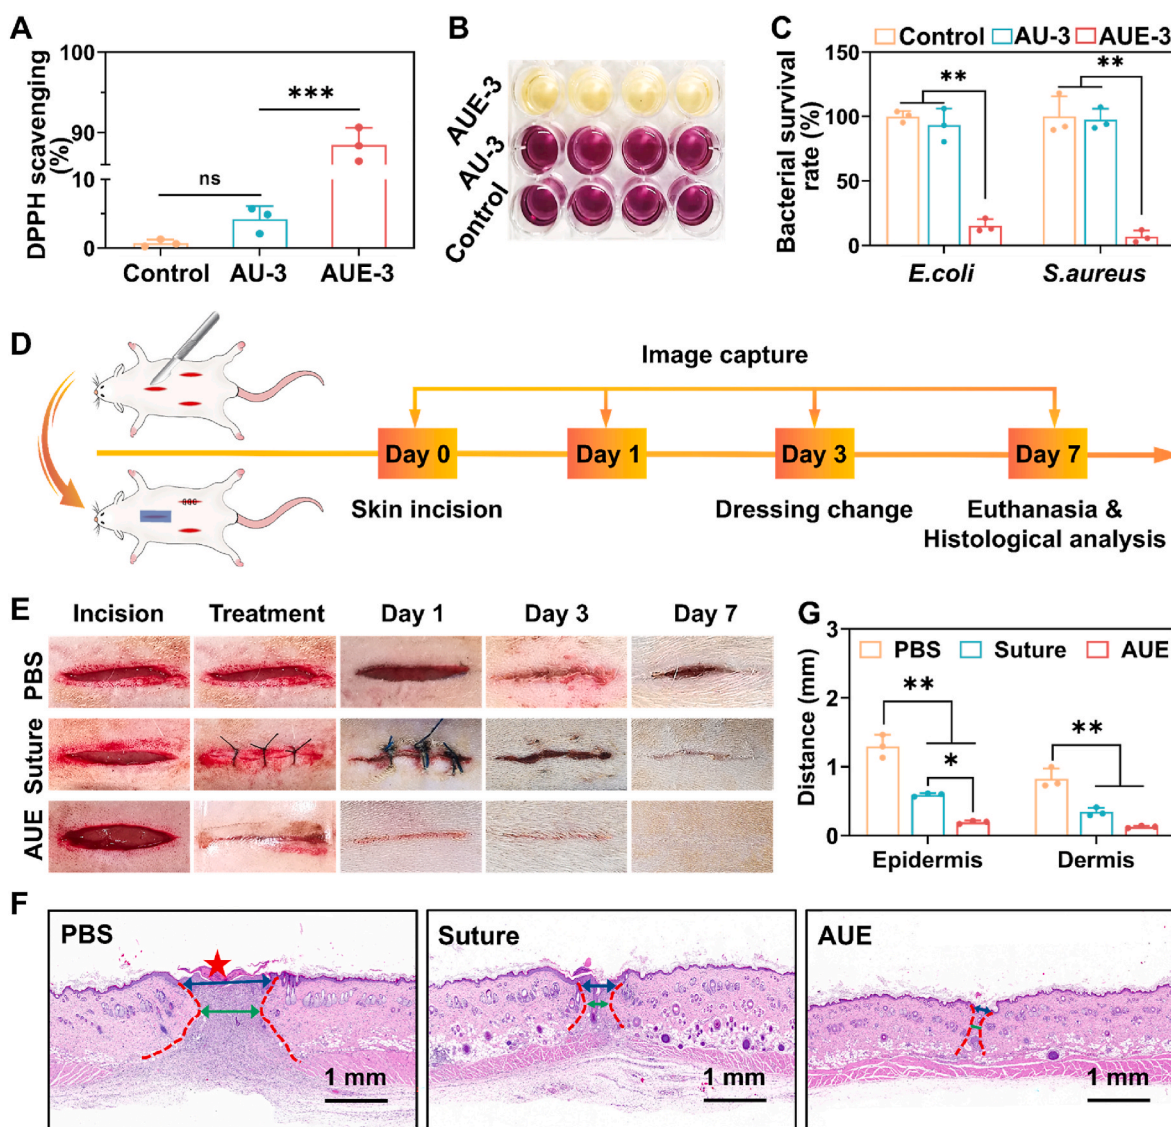 A
DPPH scavenging
(%)
100
90
10
0
***
ns
Control
AU-3
AUE-3
B
AUE-3
AU-3
Control
C
Control
AU-3
AUE-3
Bacterial survival
rate (%)
150
100
50
0
**
**
E.coli
S.aureus
D
Image capture
Day 0
Day 1
Day 3
Day 7
Skin incision
Dressing change
Euthanasia &
Histological analysis
E
Incision
Treatment
Day 1
Day 3
Day 7
PBS
Suture
AUE
G
PBS
Suture
AUE
Distance (mm)
3
2
1
0
**
*
**
Epidermis
Dermis
F
PBS
1 mm
Suture
1 mm
AUE
1 mm